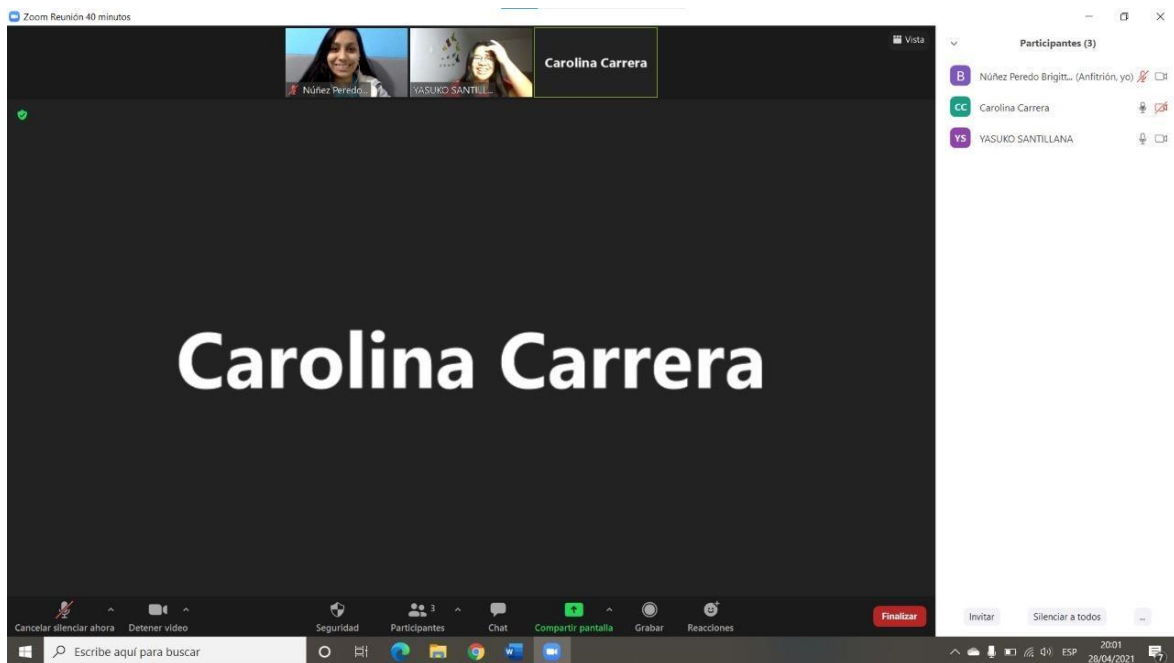 Zoom Reunión 40 minutos
Núñez Peredo...
YASUKO SANTILL...
Carolina Carrera
Vista
Participantes (3)
B Núñez Peredo Brigitt... (Anfitrión, yo)
CC Carolina Carrera
YS YASUKO SANTILLANA
Carolina Carrera
Cancelar silenciar ahora
Detener video
Seguridad
Participantes
3
Chat
Compartir pantalla
Grabar
Reacciones
Finalizar
Invitar
Silenciar a todos
...
Escribe aquí para buscar
ESP
20:01
28/04/2021
7